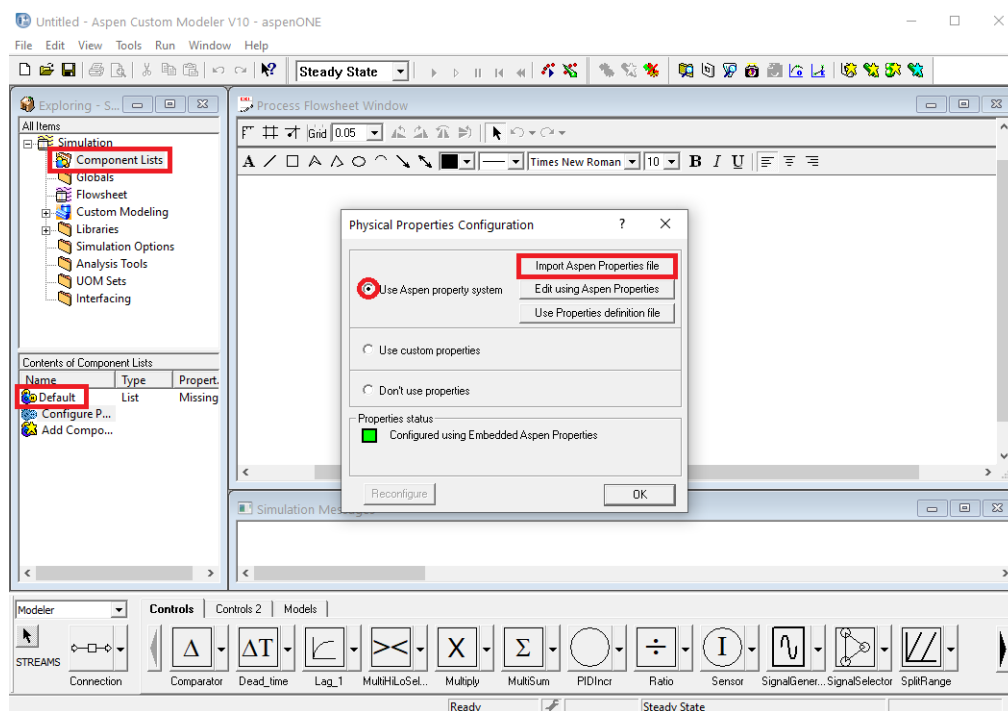 Untitled - Aspen Custom Modeler V10 - aspenONE
File Edit View Tools Run Window Help
Steady State
Exploring - S...
All Items
Simulation
Component Lists
Globals
Flowsheet
Custom Modeling
Libraries
Simulation Options
Analysis Tools
UOM Sets
Interfacing
Contents of Component Lists
Name Type Propert.
Default List Missing
Configure P...
Add Compo...
Process Flowsheet Window
Grid 0.05
A Times New Roman 10 B I U
Physical Properties Configuration ?
Import Aspen Properties file
Use Aspen property system Edit using Aspen Properties
Use Properties definition file
Use custom properties
Don't use properties
Properties status
Configured using Embedded Aspen Properties
Reconfigure OK
Simulation Mes
Modeler Controls Controls 2 Models
STREAMS
Δ ΔT >< X Σ ÷ I
Connection Comparator Dead_time Lag_1 MultiHiLoSel... Multiply MultiSum PIDIncr Ratio Sensor SignalGener... SignalSelector SplitRange
Ready Steady State